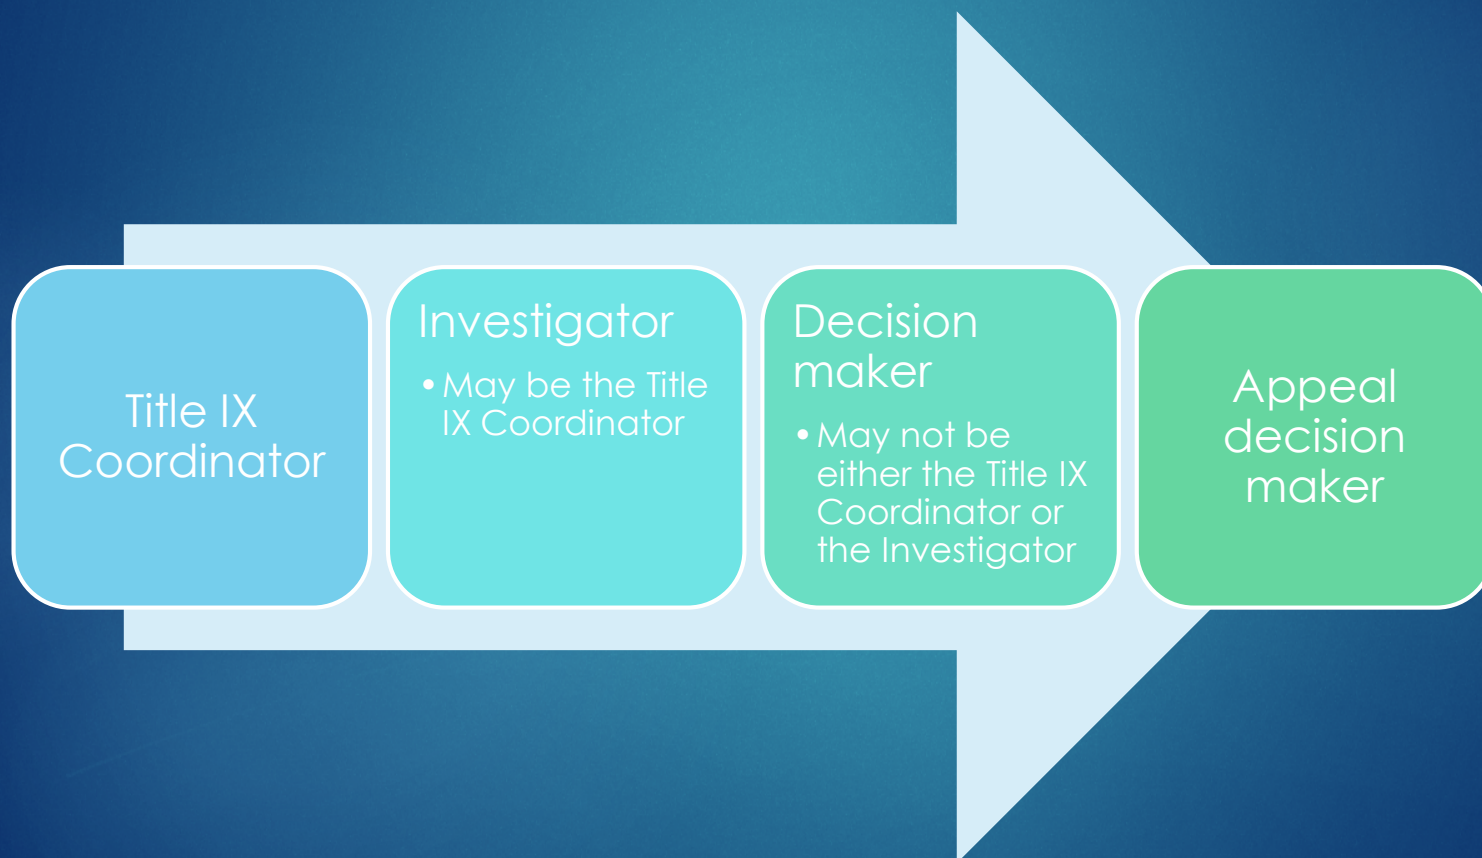 Title IX
Coordinator
Investigator
• May be the Title
IX Coordinator
Decision
maker
• May not be
either the Title IX
Coordinator or
the Investigator
Appeal
decision
maker